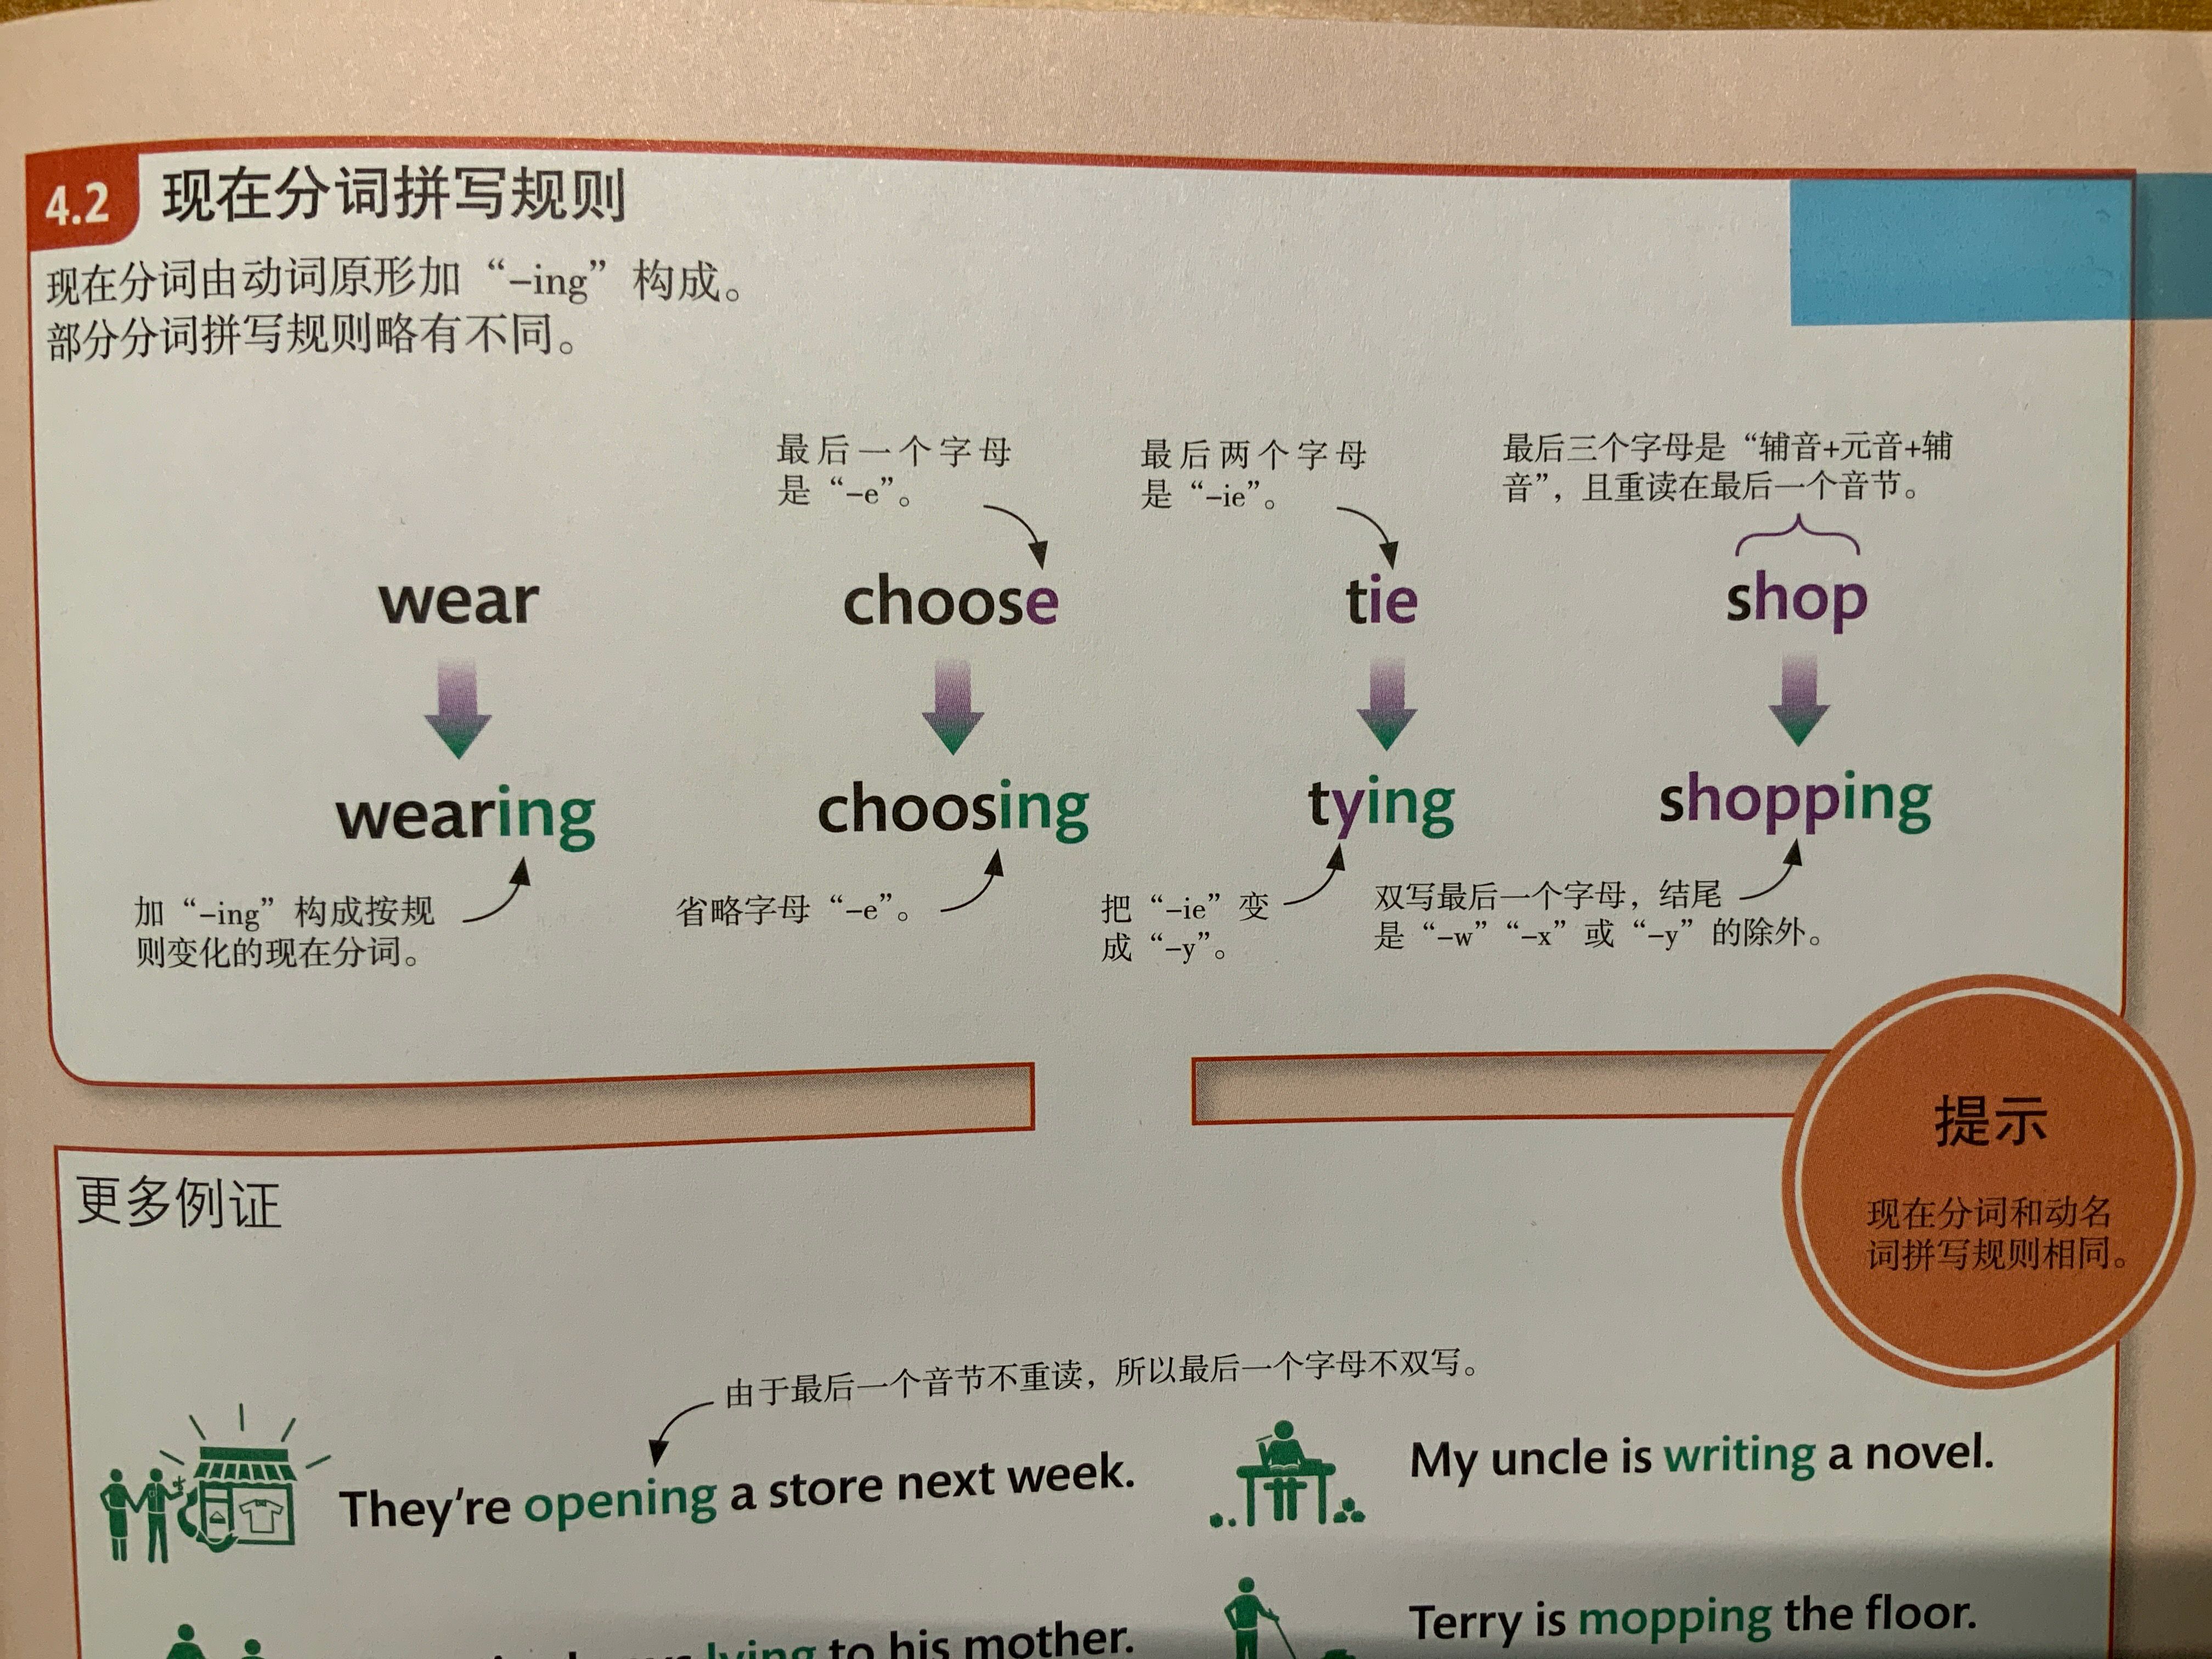 4.2 现在分词拼写规则
现在分词由动词原形加“–ing”构成。
部分分词拼写规则略有不同。
最后一个字母
是“–e”。
最后两个字母
是“–ie”。
最后三个字母是“辅音+元音+辅
音”，且重读在最后一个音节。
wear
choose
tie
shop
wearing
choosing
tying
shopping
加“–ing”构成按规
则变化的现在分词。
省略字母“–e”。
把“–ie”变
成“–y”。
双写最后一个字母，结尾
是“–w”“–x”或“–y”的除外。
提示
现在分词和动名
词拼写规则相同。
更多例证
由于最后一个音节不重读，所以最后一个字母不双写。
They're opening a store next week.
My uncle is writing a novel.
lying to his mother.
Terry is mopping the floor.